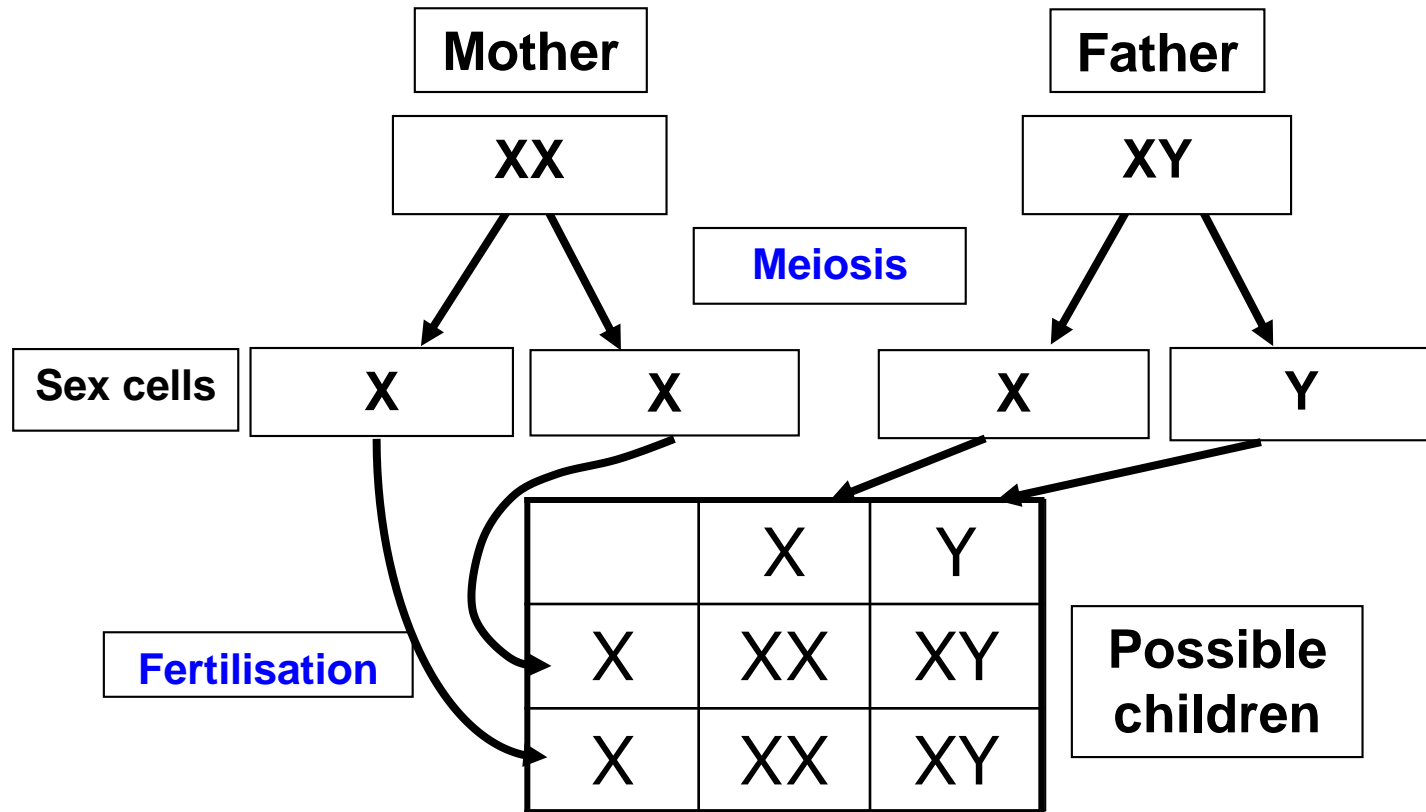 Mother
Father
XX
XY
Meiosis
Sex cells
X
X
X
Y
X Y
X XX XY
X XX XY
Fertilisation
Possible
children